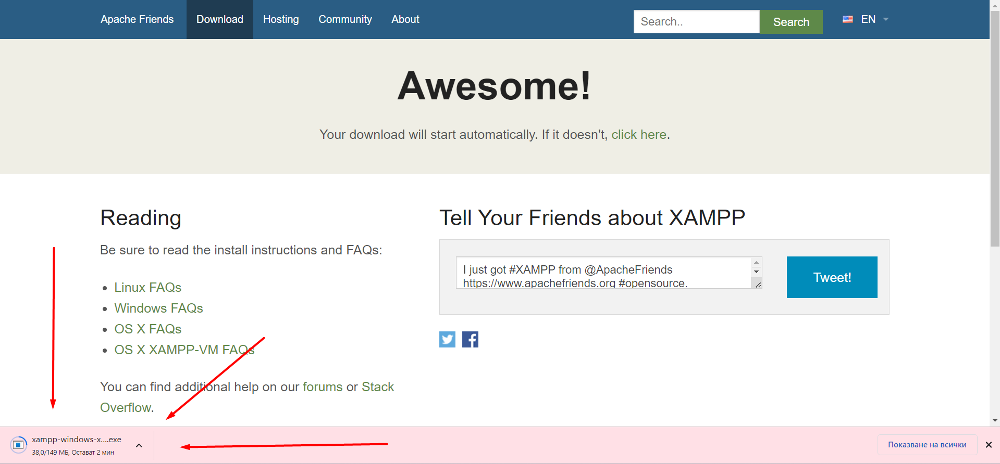 Apache Friends
Download
Hosting
Community
About
Search..
Search
EN
Awesome!
Your download will start automatically. If it doesn't, click here.
Reading
Be sure to read the install instructions and FAQs:
Linux FAQs
Windows FAQs
OS X FAQs
OS X XAMPP-VM FAQs
You can find additional help on our forums or Stack
Overflow.
Tell Your Friends about XAMPP
I just got #XAMPP from @ApacheFriends
https://www.apachefriends.org #opensource.
Tweet!
xampp-windows-x....exe
38,0/149 МБ, Остават 2 мин
Показване на всички